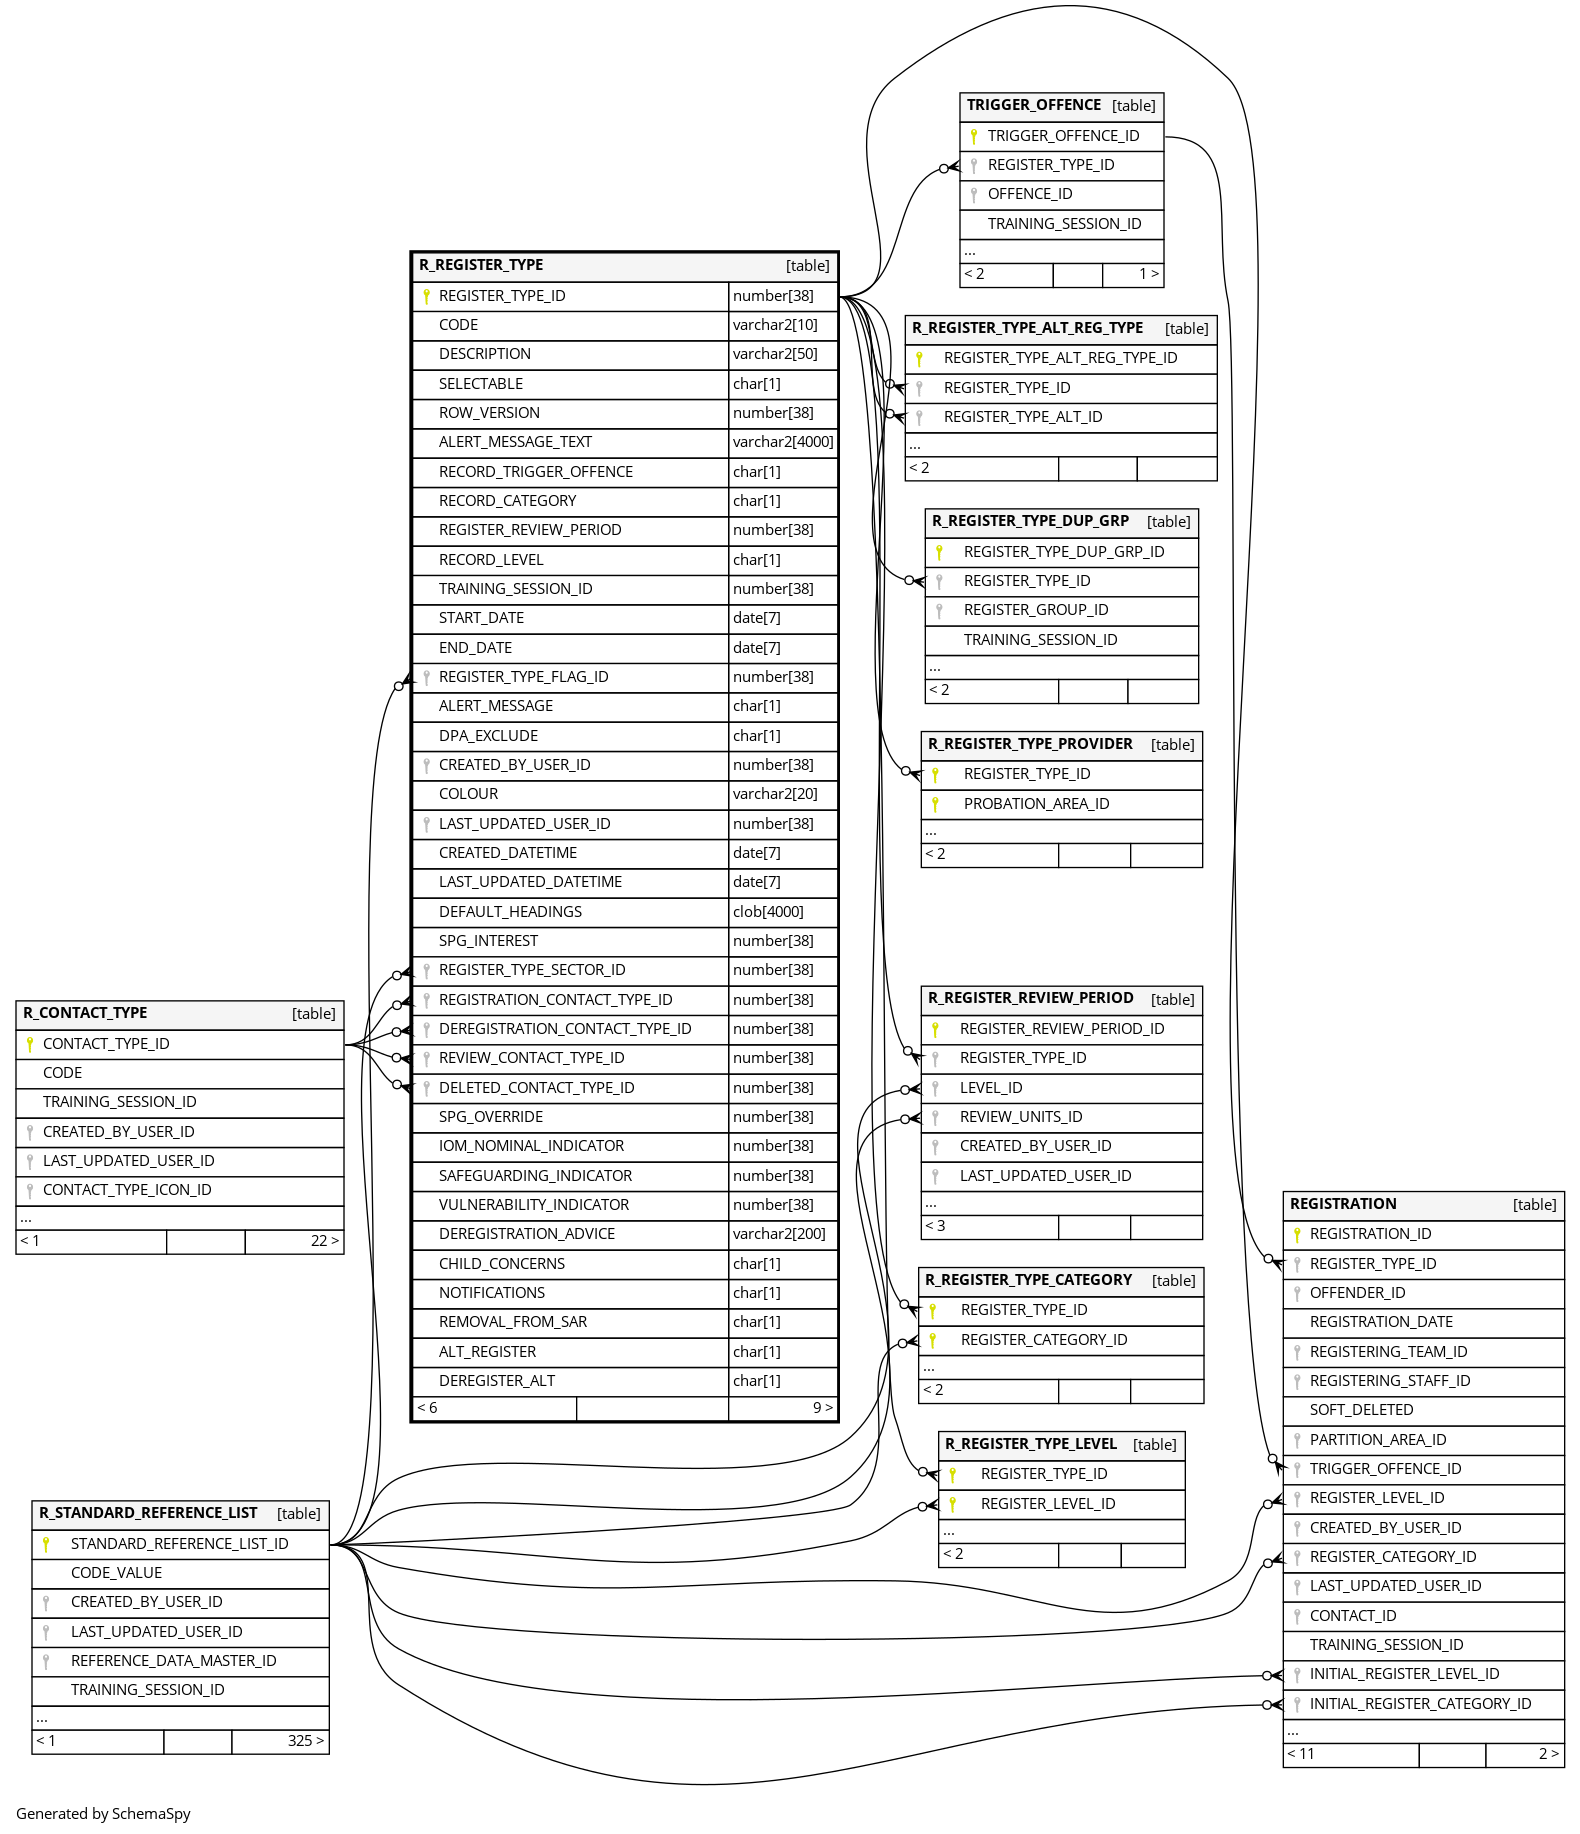 TRIGGER_OFFENCE [table]
TRIGGER_OFFENCE_ID
REGISTER_TYPE_ID
OFFENCE_ID
TRAINING_SESSION_ID
...
< 2 1 >
R_REGISTER_TYPE [table]
REGISTER_TYPE_ID number[38]
CODE varchar2[10]
DESCRIPTION varchar2[50]
SELECTABLE char[1]
ROW_VERSION number[38]
ALERT_MESSAGE_TEXT varchar2[4000]
RECORD_TRIGGER_OFFENCE char[1]
RECORD_CATEGORY char[1]
REGISTER_REVIEW_PERIOD number[38]
RECORD_LEVEL char[1]
TRAINING_SESSION_ID number[38]
START_DATE date[7]
END_DATE date[7]
REGISTER_TYPE_FLAG_ID number[38]
ALERT_MESSAGE char[1]
DPA_EXCLUDE char[1]
CREATED_BY_USER_ID number[38]
COLOUR varchar2[20]
LAST_UPDATED_USER_ID number[38]
CREATED_DATETIME date[7]
LAST_UPDATED_DATETIME date[7]
DEFAULT_HEADINGS clob[4000]
SPG_INTEREST number[38]
REGISTER_TYPE_SECTOR_ID number[38]
REGISTRATION_CONTACT_TYPE_ID number[38]
DEREGISTRATION_CONTACT_TYPE_ID number[38]
REVIEW_CONTACT_TYPE_ID number[38]
DELETED_CONTACT_TYPE_ID number[38]
SPG_OVERRIDE number[38]
IOM_NOMINAL_INDICATOR number[38]
SAFEGUARDING_INDICATOR number[38]
VULNERABILITY_INDICATOR number[38]
DEREGISTRATION_ADVICE varchar2[200]
CHILD_CONCERNS char[1]
NOTIFICATIONS char[1]
REMOVAL_FROM_SAR char[1]
ALT_REGISTER char[1]
DEREGISTER_ALT char[1]
< 6 9 >
R_REGISTER_TYPE_ALT_REG_TYPE [table]
REGISTER_TYPE_ALT_REG_TYPE_ID
REGISTER_TYPE_ID
REGISTER_TYPE_ALT_ID
...
< 2
R_REGISTER_TYPE_DUP_GRP [table]
REGISTER_TYPE_DUP_GRP_ID
REGISTER_TYPE_ID
REGISTER_GROUP_ID
TRAINING_SESSION_ID
...
< 2
R_REGISTER_TYPE_PROVIDER [table]
REGISTER_TYPE_ID
PROBATION_AREA_ID
...
< 2
R_REGISTER_REVIEW_PERIOD [table]
REGISTER_REVIEW_PERIOD_ID
REGISTER_TYPE_ID
LEVEL_ID
REVIEW_UNITS_ID
CREATED_BY_USER_ID
LAST_UPDATED_USER_ID
...
< 3
R_CONTACT_TYPE [table]
CONTACT_TYPE_ID
CODE
TRAINING_SESSION_ID
CREATED_BY_USER_ID
LAST_UPDATED_USER_ID
CONTACT_TYPE_ICON_ID
...
< 1 22 >
R_REGISTER_TYPE_CATEGORY [table]
REGISTER_TYPE_ID
REGISTER_CATEGORY_ID
...
< 2
R_REGISTER_TYPE_LEVEL [table]
REGISTER_TYPE_ID
REGISTER_LEVEL_ID
...
< 2
REGISTRATION [table]
REGISTRATION_ID
REGISTER_TYPE_ID
OFFENDER_ID
REGISTRATION_DATE
REGISTERING_TEAM_ID
REGISTERING_STAFF_ID
SOFT_DELETED
PARTITION_AREA_ID
TRIGGER_OFFENCE_ID
REGISTER_LEVEL_ID
CREATED_BY_USER_ID
REGISTER_CATEGORY_ID
LAST_UPDATED_USER_ID
CONTACT_ID
TRAINING_SESSION_ID
INITIAL_REGISTER_LEVEL_ID
INITIAL_REGISTER_CATEGORY_ID
...
< 11 2 >
R_STANDARD_REFERENCE_LIST [table]
STANDARD_REFERENCE_LIST_ID
CODE_VALUE
CREATED_BY_USER_ID
LAST_UPDATED_USER_ID
REFERENCE_DATA_MASTER_ID
TRAINING_SESSION_ID
...
< 1 325 >
Generated by SchemaSpy